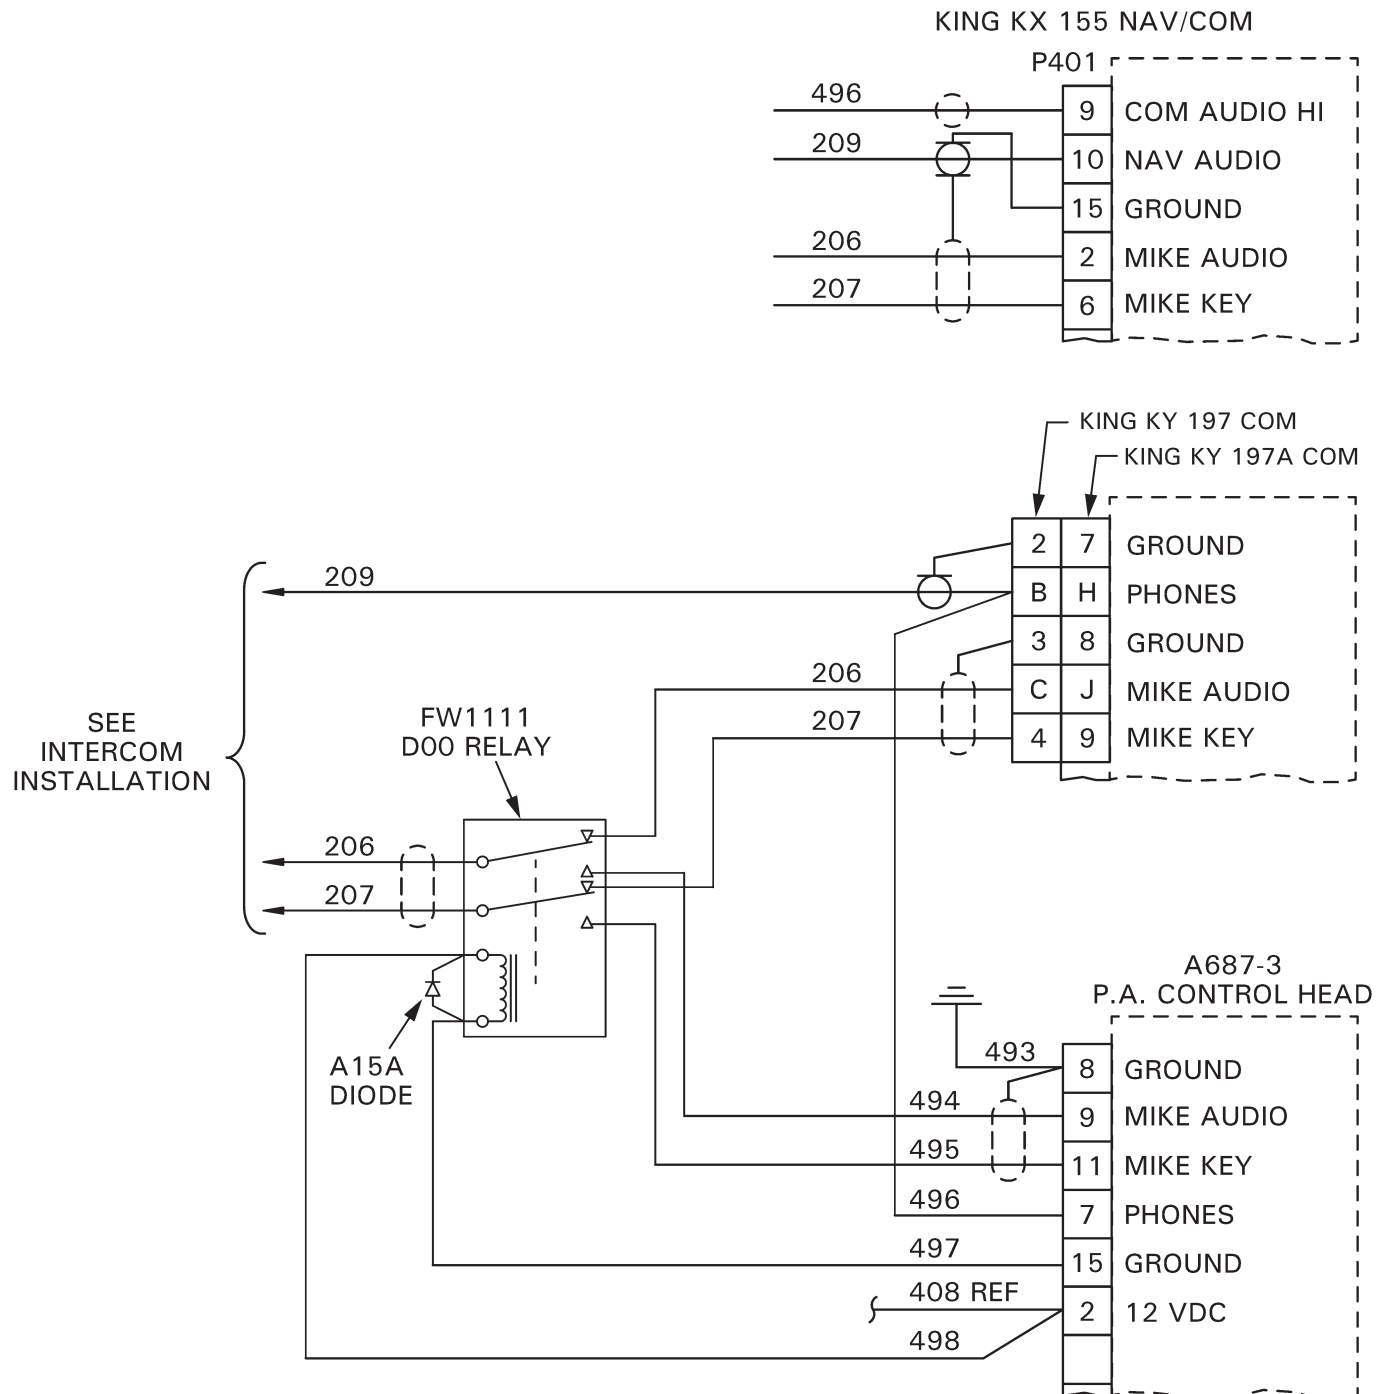 KING KX 155 NAV/COM
P401
496
9 COM AUDIO HI
209
10 NAV AUDIO
15 GROUND
206
2 MIKE AUDIO
207
6 MIKE KEY
KING KY 197 COM
KING KY 197A COM
2 7 GROUND
209
B H PHONES
3 8 GROUND
206
C J MIKE AUDIO
207
4 9 MIKE KEY
SEE
INTERCOM
INSTALLATION
FW1111
D00 RELAY
206
207
A15A
DIODE
A687-3
P.A. CONTROL HEAD
493
8 GROUND
494
9 MIKE AUDIO
495
11 MIKE KEY
496
7 PHONES
497
15 GROUND
408 REF
2 12 VDC
498